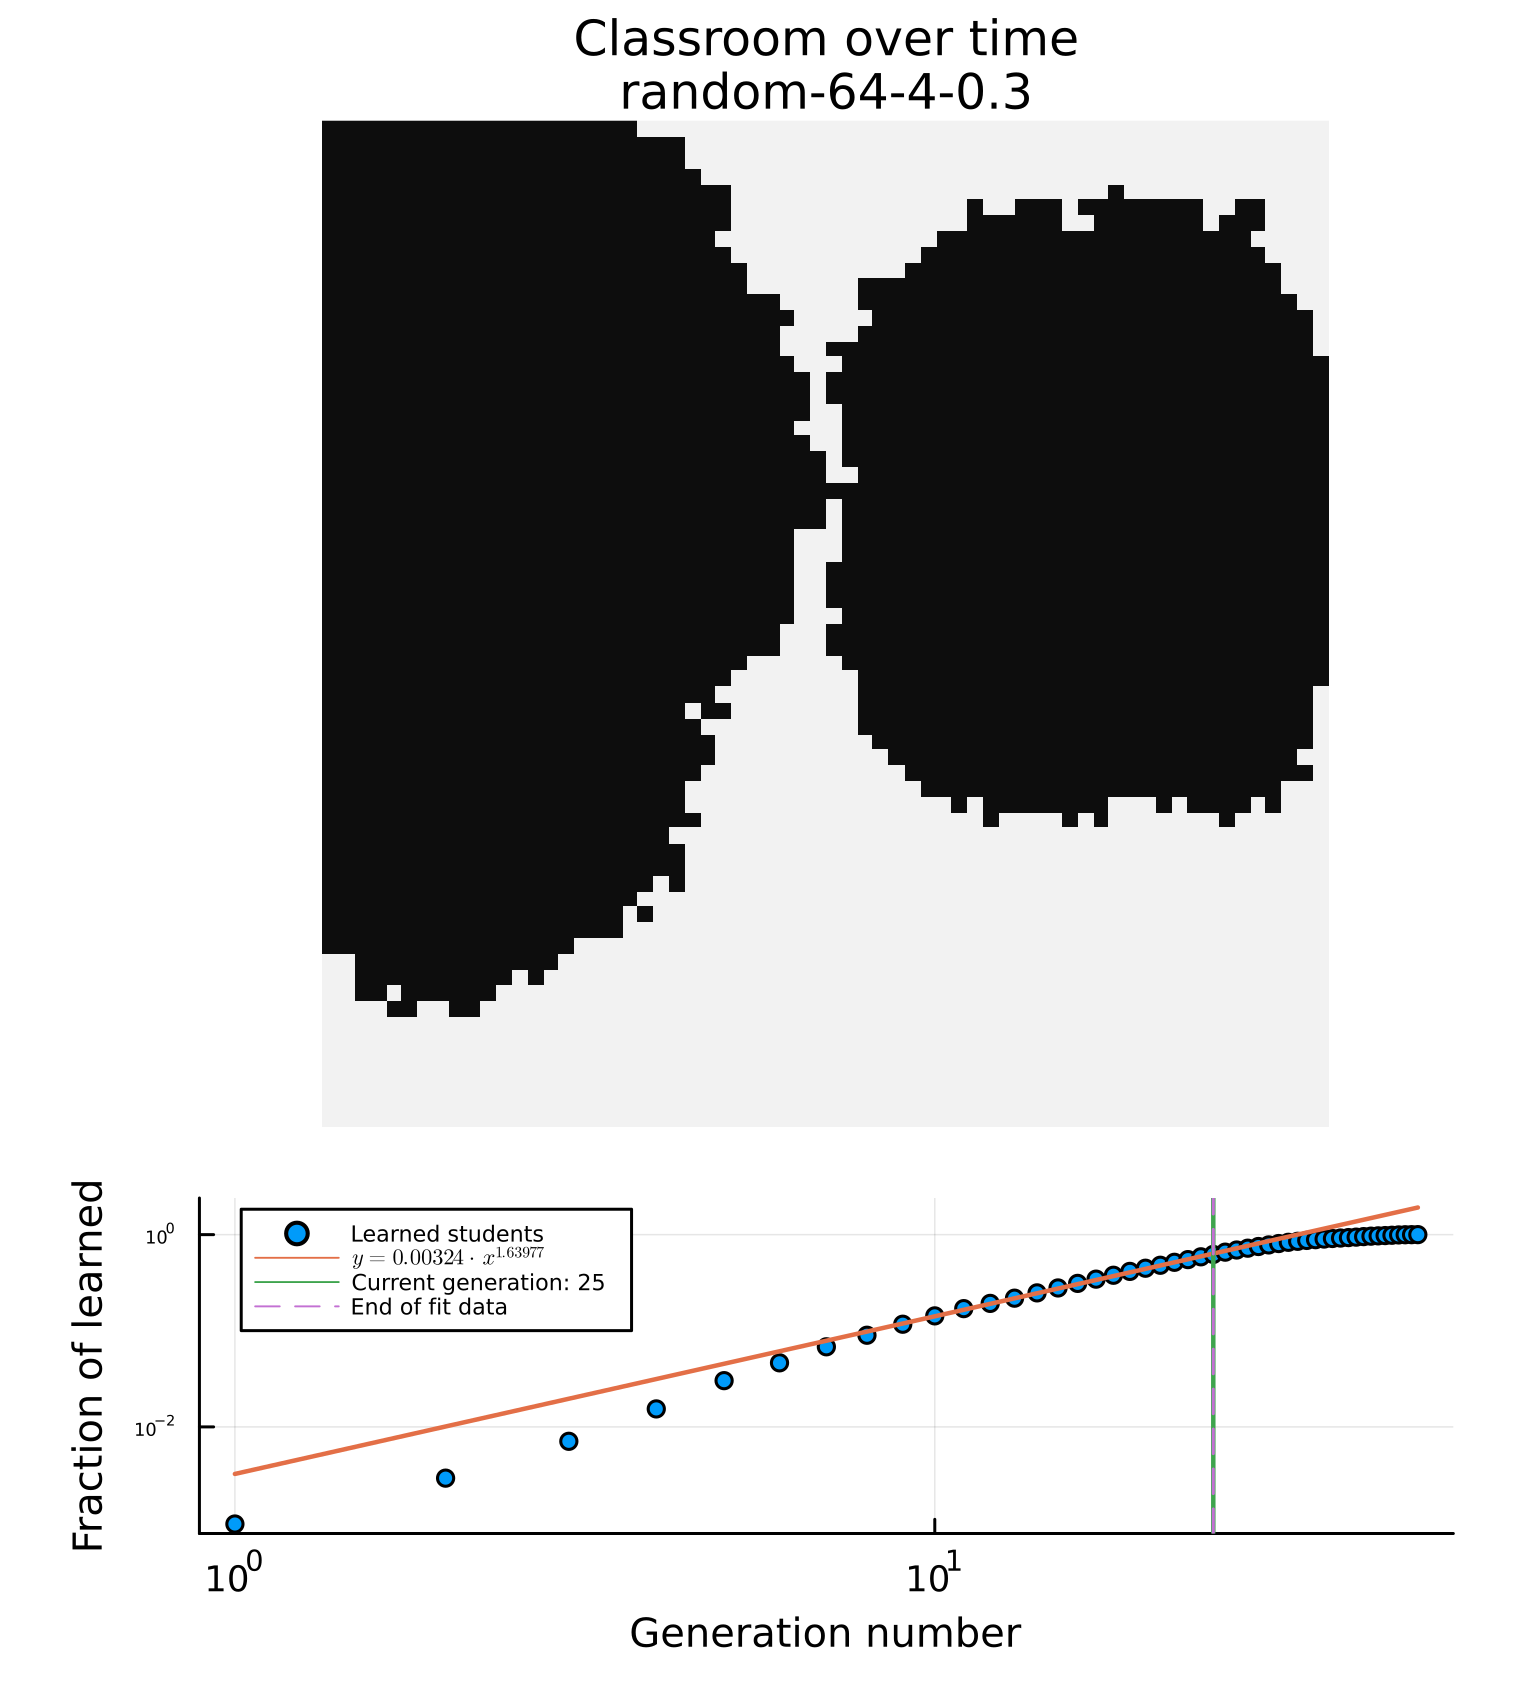 Classroom over time
random-64-4-0.3
Fraction of learned
10⁰
10⁻²
Learned students
y = 0.00324 · x^1.63977
Current generation: 25
End of fit data
10⁰ 10¹
Generation number